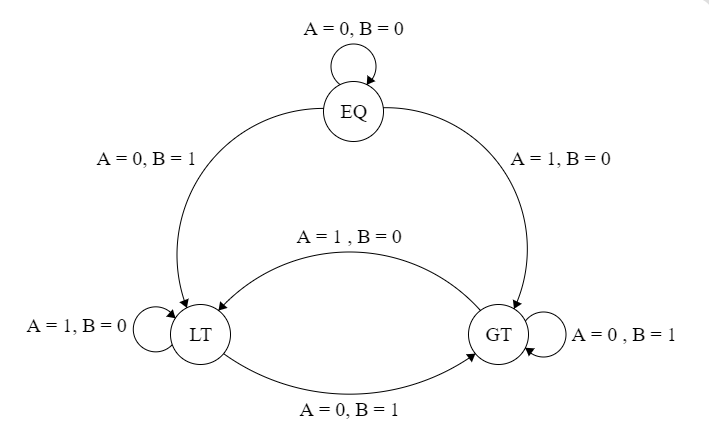 A = 0, B = 0
EQ
A = 0, B = 1
A = 1, B = 0
A = 1 , B = 0
A = 1, B = 0
LT
GT
A = 0 , B = 1
A = 0, B = 1